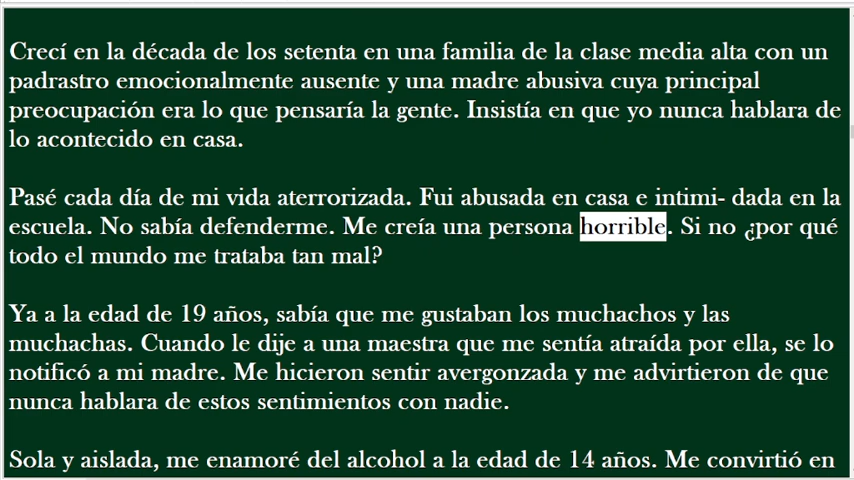 Crecí en la década de los setenta en una familia de la clase media alta con un
padrastro emocionalmente ausente y una madre abusiva cuya principal
preocupación era lo que pensaría la gente. Insistía en que yo nunca hablara de
lo acontecido en casa.
Pasé cada día de mi vida aterrorizada. Fui abusada en casa e intimi- dada en la
escuela. No sabía defenderme. Me creía una persona horrible. Si no ¿por qué
todo el mundo me trataba tan mal?
Ya a la edad de 19 años, sabía que me gustaban los muchachos y las
muchachas. Cuando le dije a una maestra que me sentía atraída por ella, se lo
notificó a mi madre. Me hicieron sentir avergonzada y me advirtieron de que
nunca hablara de estos sentimientos con nadie.
Sola y aislada, me enamoré del alcohol a la edad de 14 años. Me convirtió en